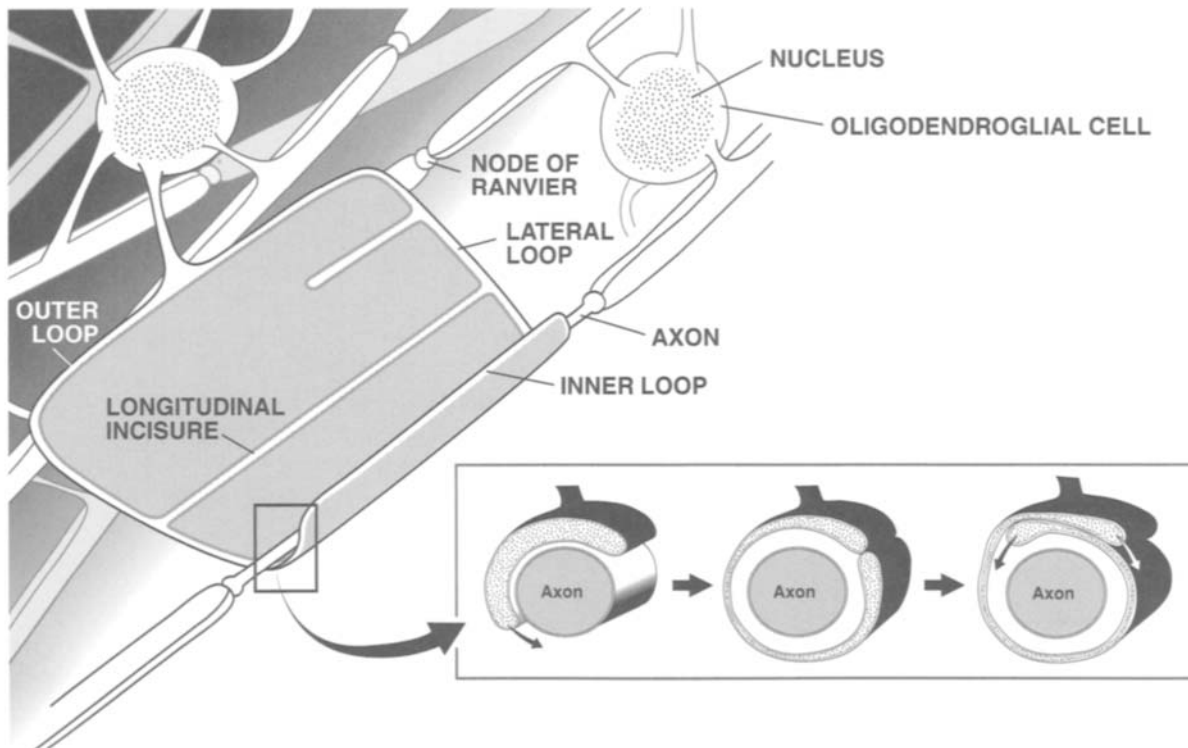 NUCLEUS
OLIGODENDROGLIAL CELL
NODE OF
RANVIER
LATERAL
LOOP
OUTER
LOOP
AXON
INNER LOOP
LONGITUDINAL
INCISURE
Axon
Axon
Axon